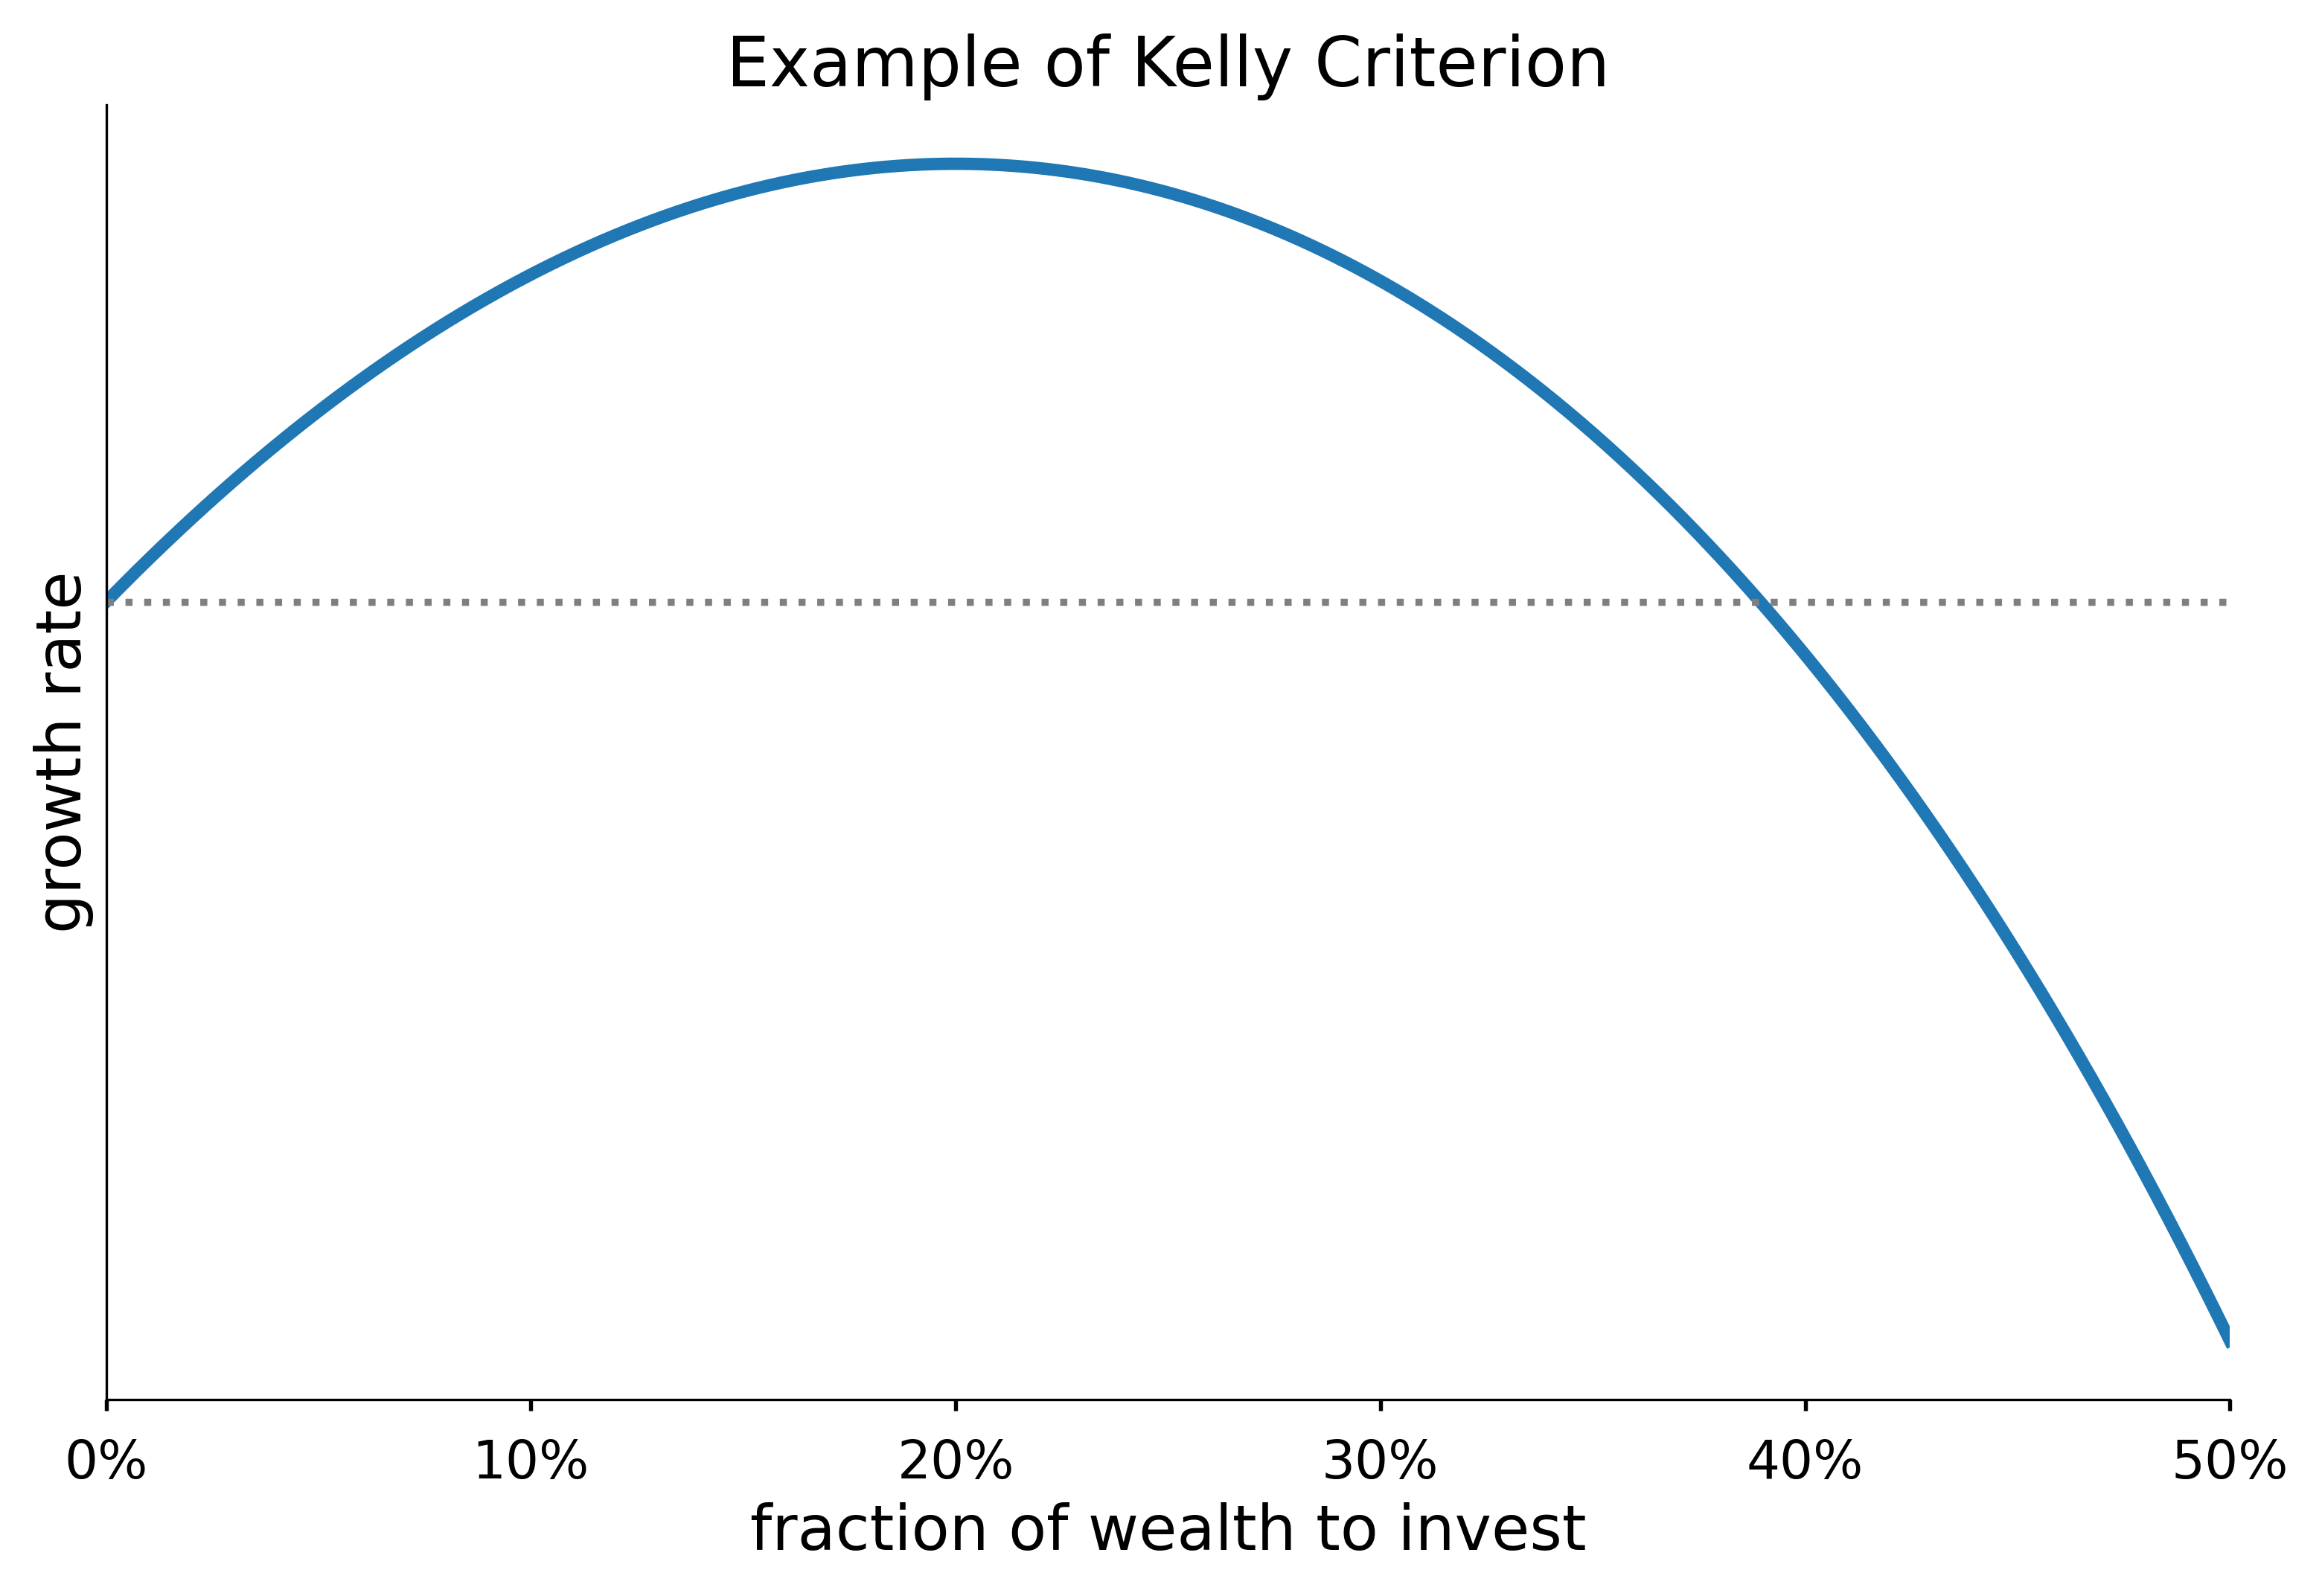 Example of Kelly Criterion
growth rate
0%
10%
20%
30%
40%
50%
fraction of wealth to invest